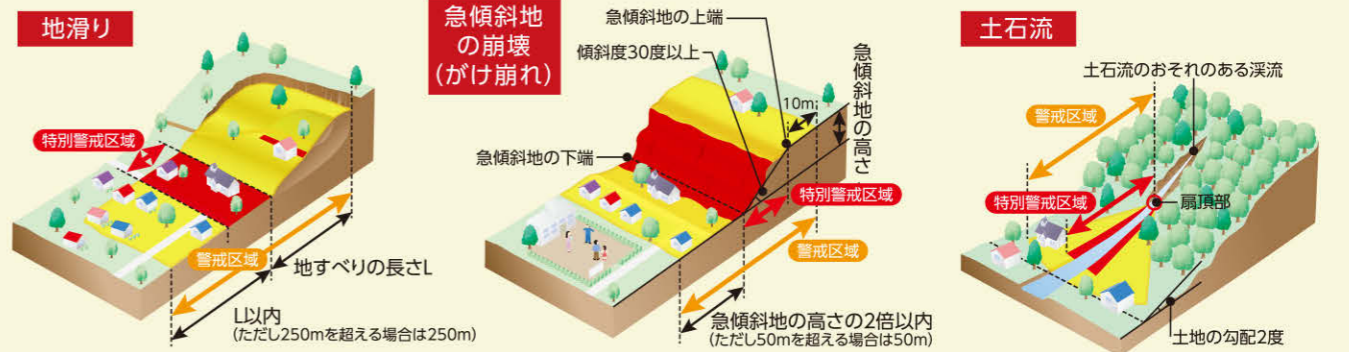 地滑り
特別警戒区域
警戒区域
地すべりの長さL
L以内
(ただし250mを超える場合は250m)
急傾斜地
の崩壊
(がけ崩れ)
急傾斜地の上端
傾斜度30度以上
急傾斜地の高さ
10m
急傾斜地の下端
特別警戒区域
警戒区域
急傾斜地の高さの2倍以内
(ただし50mを超える場合は50m)
土石流
土石流のおそれのある渓流
警戒区域
特別警戒区域
扇頂部
土地の勾配2度